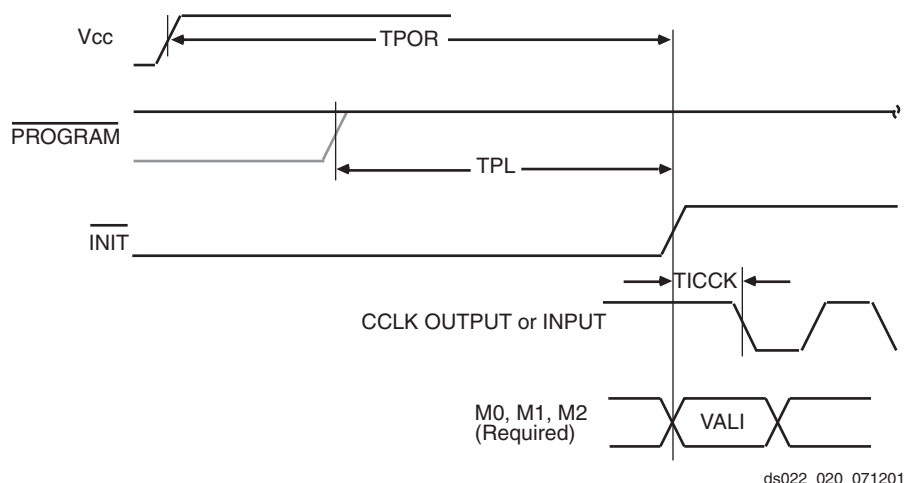 Vcc
TPOR
PROGRAM
TPL
INIT
TICCK
CCLK OUTPUT or INPUT
M0, M1, M2
(Required)
VALI
ds022_020_071201